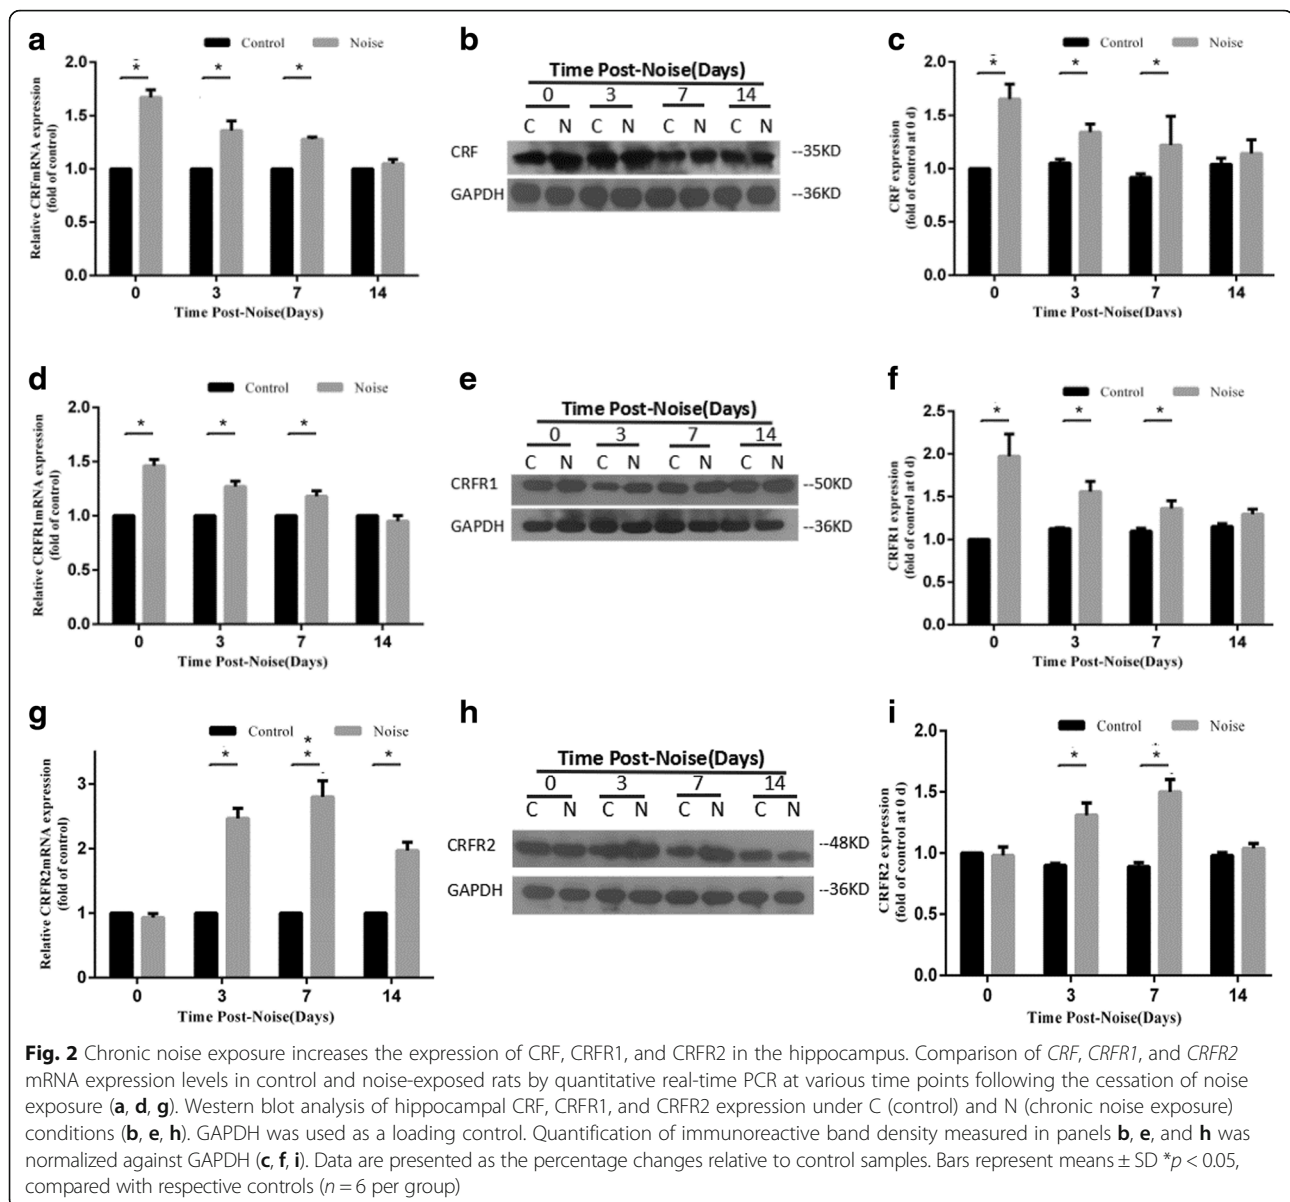 a
Control Noise
Relative CRFmRNA expression
(fold of control)
2.0
1.5
1.0
0.5
0.0
* * *
0 3 7 14
Time Post-Noise(Days)
b
Time Post-Noise(Days)
0 3 7 14
C N C N C N C N
CRF --35KD
GAPDH --36KD
c
Control Noise
CRF expression
(fold of control at 0 d)
2.0
1.5
1.0
0.5
0.0
* * *
0 3 7 14
Time Post-Noise(Days)
d
Control Noise
Relative CRFR1mRNA expression
(fold of control)
2.0
1.5
1.0
0.5
0.0
* * *
0 3 7 14
Time Post-Noise(Days)
e
Time Post-Noise(Days)
0 3 7 14
C N C N C N C N
CRFR1 --50KD
GAPDH --36KD
f
Control Noise
CRFR1 expression
(fold of control at 0 d)
2.5
2.0
1.5
1.0
0.5
0.0
* * *
0 3 7 14
Time Post-Noise(Days)
g
Control Noise
Relative CRFR2mRNA expression
(fold of control)
3
2
1
0
* * * *
0 3 7 14
Time Post-Noise(Days)
h
Time Post-Noise(Days)
0 3 7 14
C N C N C N C N
CRFR2 --48KD
GAPDH --36KD
i
Control Noise
CRFR2 expression
(fold of control at 0 d)
2.0
1.5
1.0
0.5
0.0
* *
0 3 7 14
Time Post-Noise(Days)
Fig. 2 Chronic noise exposure increases the expression of CRF, CRFR1, and CRFR2 in the hippocampus. Comparison of CRF, CRFR1, and CRFR2
mRNA expression levels in control and noise-exposed rats by quantitative real-time PCR at various time points following the cessation of noise
exposure (a, d, g). Western blot analysis of hippocampal CRF, CRFR1, and CRFR2 expression under C (control) and N (chronic noise exposure)
conditions (b, e, h). GAPDH was used as a loading control. Quantification of immunoreactive band density measured in panels b, e, and h was
normalized against GAPDH (c, f, i). Data are presented as the percentage changes relative to control samples. Bars represent means ± SD *p < 0.05,
compared with respective controls (n = 6 per group)